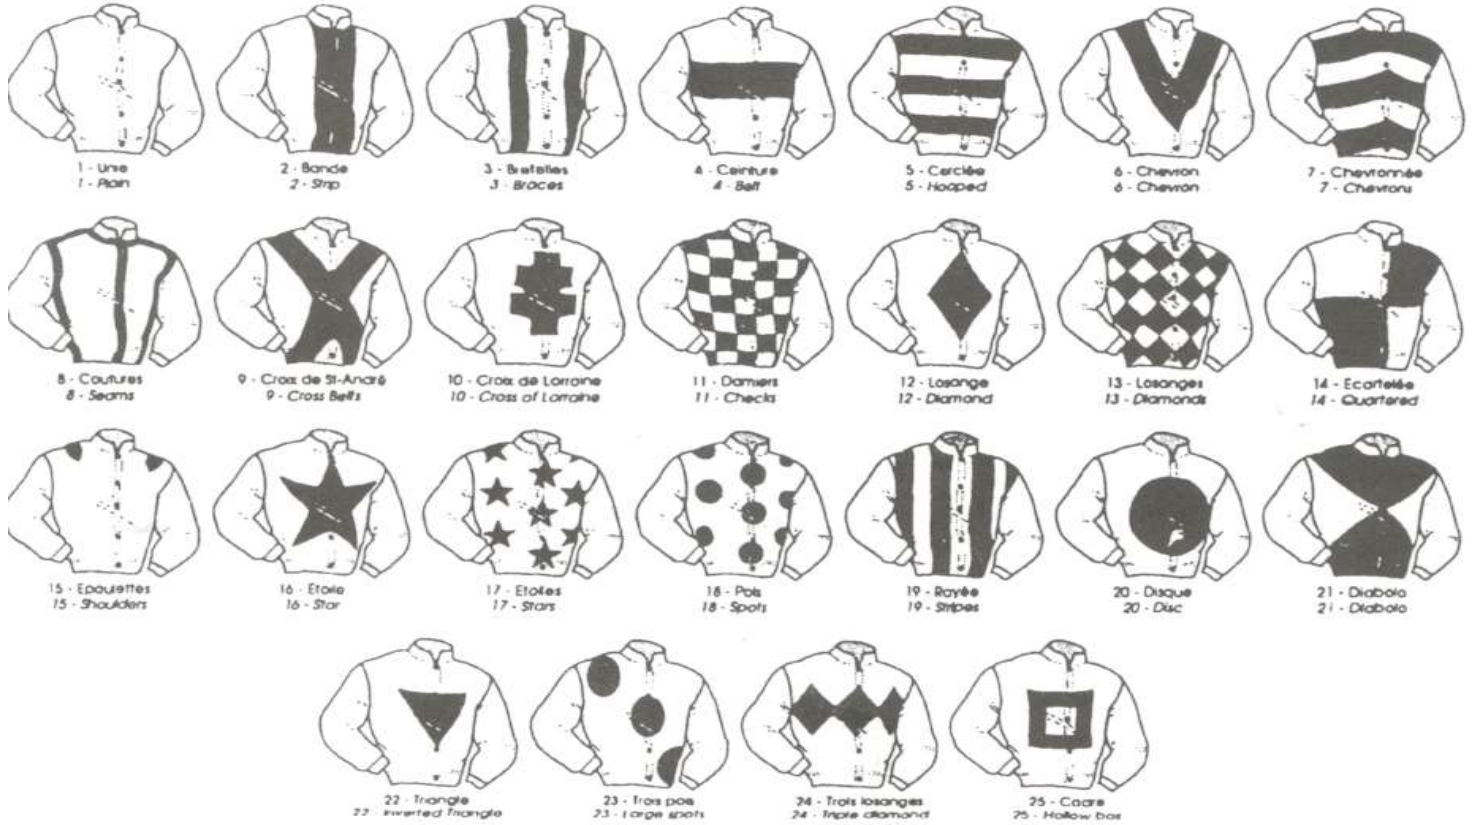 1 - Unie
1 - Plain
2 - Bande
2 - Strip
3 - Bretelles
3 - Braces
4 - Ceinture
4 - Belt
5 - Cerclée
5 - Hooped
6 - Chevron
6 - Chevron
7 - Chevronnée
7 - Chevrons
8 - Coutures
8 - Seams
9 - Croix de St-André
9 - Cross Belts
10 - Croix de Lorraine
10 - Cross of Lorraine
11 - Damiers
11 - Checks
12 - Losange
12 - Diamond
13 - Losanges
13 - Diamonds
14 - Ecartelée
14 - Quartered
15 - Epaulettes
15 - Shoulders
16 - Etoile
16 - Star
17 - Etoiles
17 - Stars
18 - Pois
18 - Spots
19 - Rayée
19 - Stripes
20 - Disque
20 - Disc
21 - Diabolo
21 - Diabolo
22 - Triangle
22 - Inverted Triangle
23 - Trois pois
23 - Large spots
24 - Trois losanges
24 - Triple diamond
25 - Cadre
25 - Hollow box